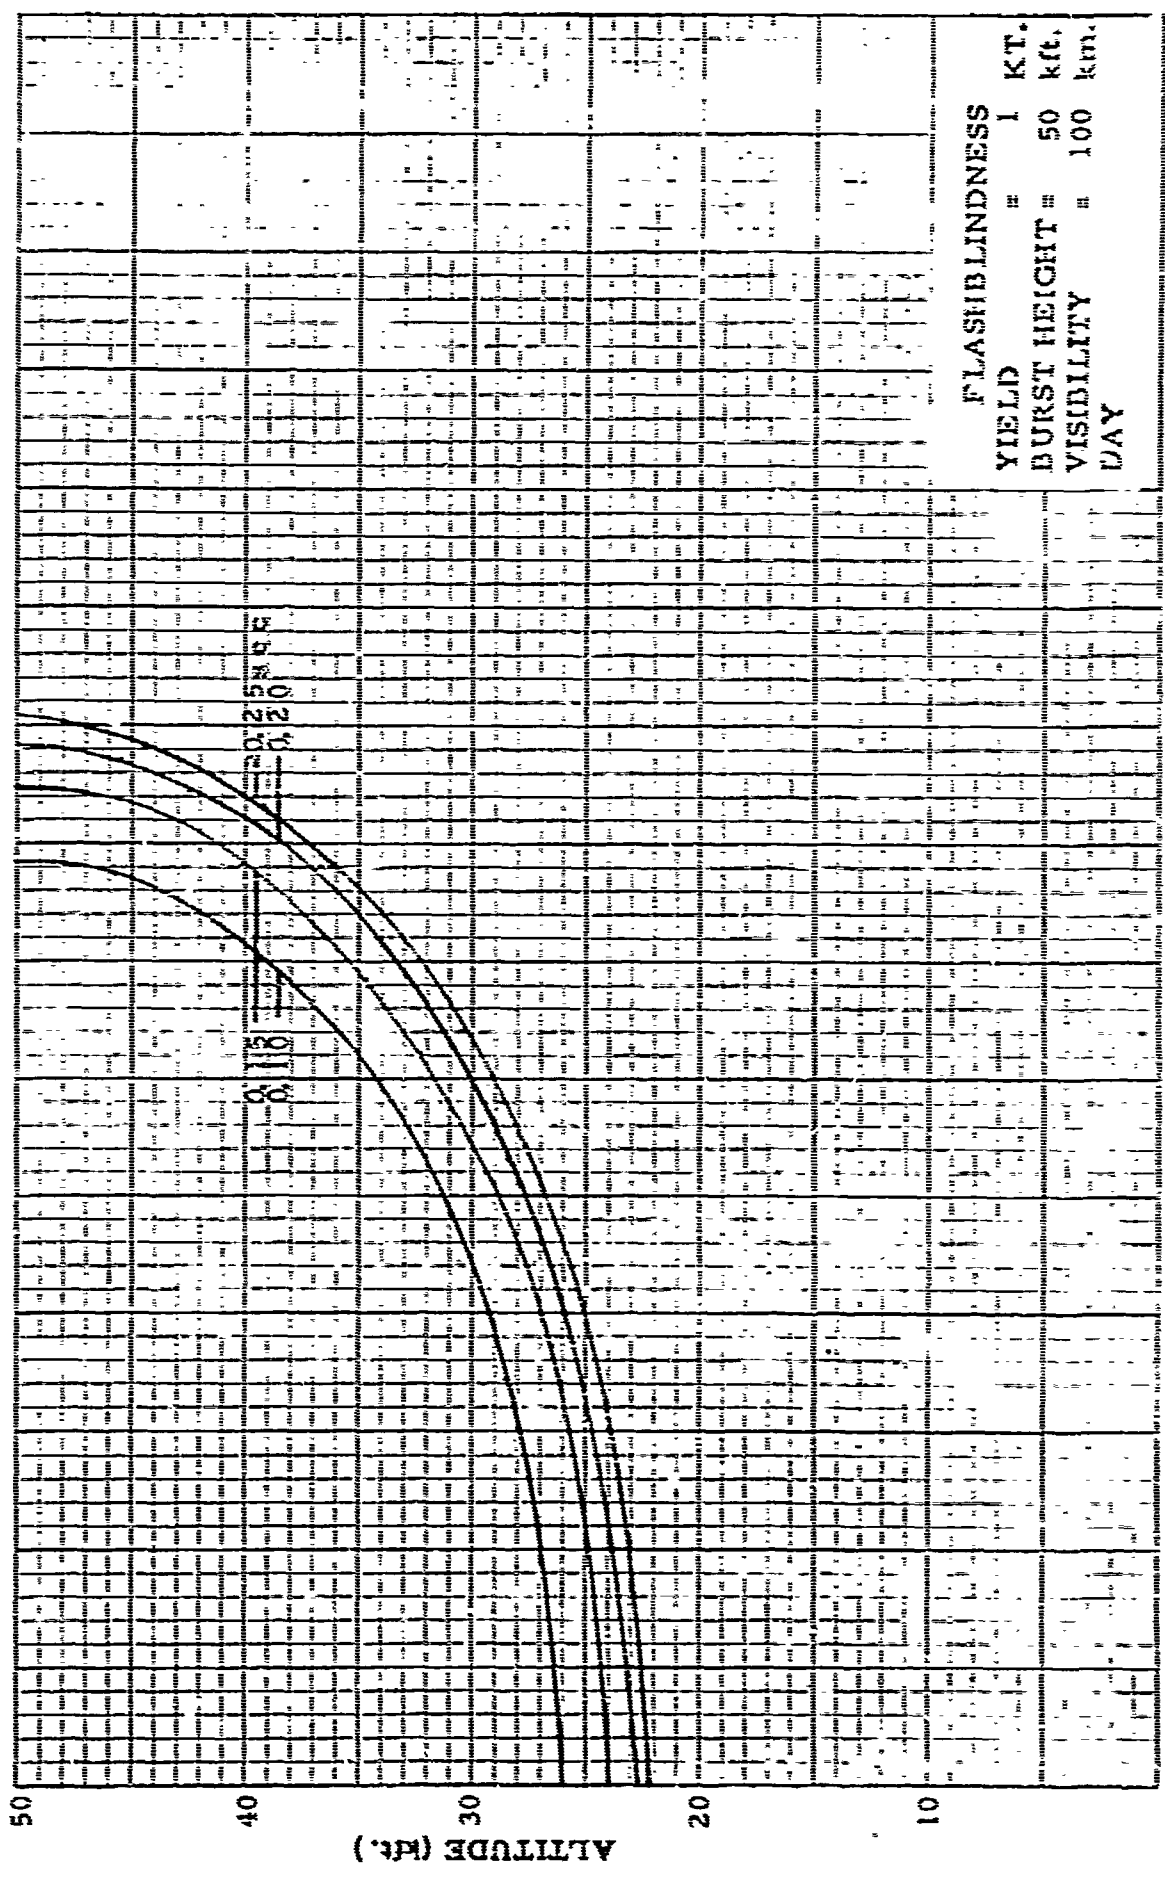 50
40
30
20
10
ALTITUDE (kft.)
0.25 sec
0.20
0.15
0.10
FLASHBLINDNESS
YIELD = 1 KT.
BURST HEIGHT = 50 kft.
VISIBILITY = 100 km.
DAY